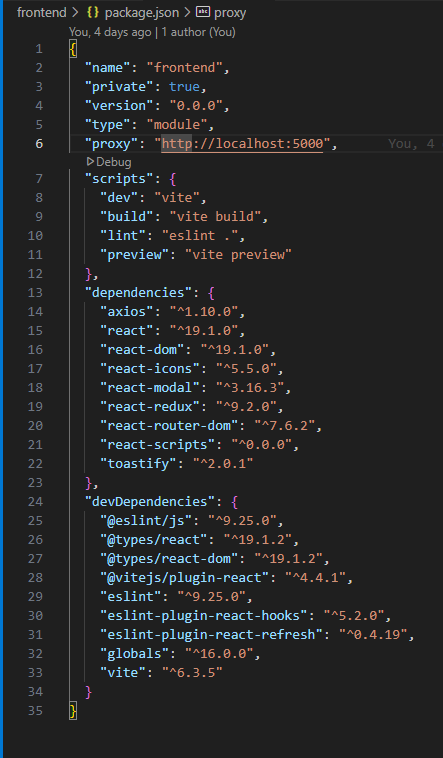 frontend > {} package.json > abc proxy
You, 4 days ago | 1 author (You)
1 {
2 "name": "frontend",
3 "private": true,
4 "version": "0.0.0",
5 "type": "module",
6 "proxy": "http://localhost:5000", You, 4
Debug
7 "scripts": {
8 "dev": "vite",
9 "build": "vite build",
10 "lint": "eslint .",
11 "preview": "vite preview"
12 },
13 "dependencies": {
14 "axios": "^1.10.0",
15 "react": "^19.1.0",
16 "react-dom": "^19.1.0",
17 "react-icons": "^5.5.0",
18 "react-modal": "^3.16.3",
19 "react-redux": "^9.2.0",
20 "react-router-dom": "^7.6.2",
21 "react-scripts": "^0.0.0",
22 "toastify": "^2.0.1"
23 },
24 "devDependencies": {
25 "@eslint/js": "^9.25.0",
26 "@types/react": "^19.1.2",
27 "@types/react-dom": "^19.1.2",
28 "@vitejs/plugin-react": "^4.4.1",
29 "eslint": "^9.25.0",
30 "eslint-plugin-react-hooks": "^5.2.0",
31 "eslint-plugin-react-refresh": "^0.4.19",
32 "globals": "^16.0.0",
33 "vite": "^6.3.5"
34 }
35 }